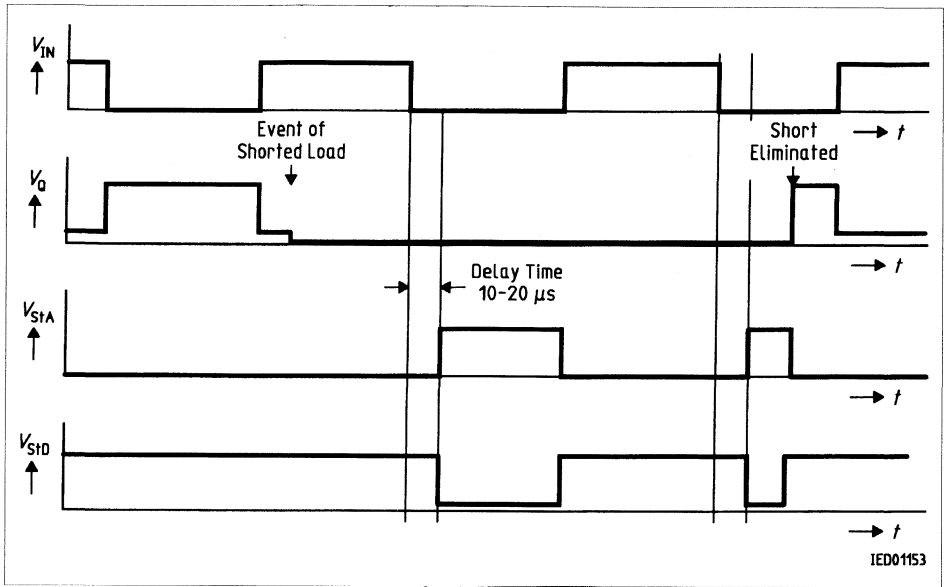 V_IN
t
Event of
Shorted Load
Short
Eliminated
V_Q
t
Delay Time
10-20 µs
V_StA
t
V_StD
t
IED01153